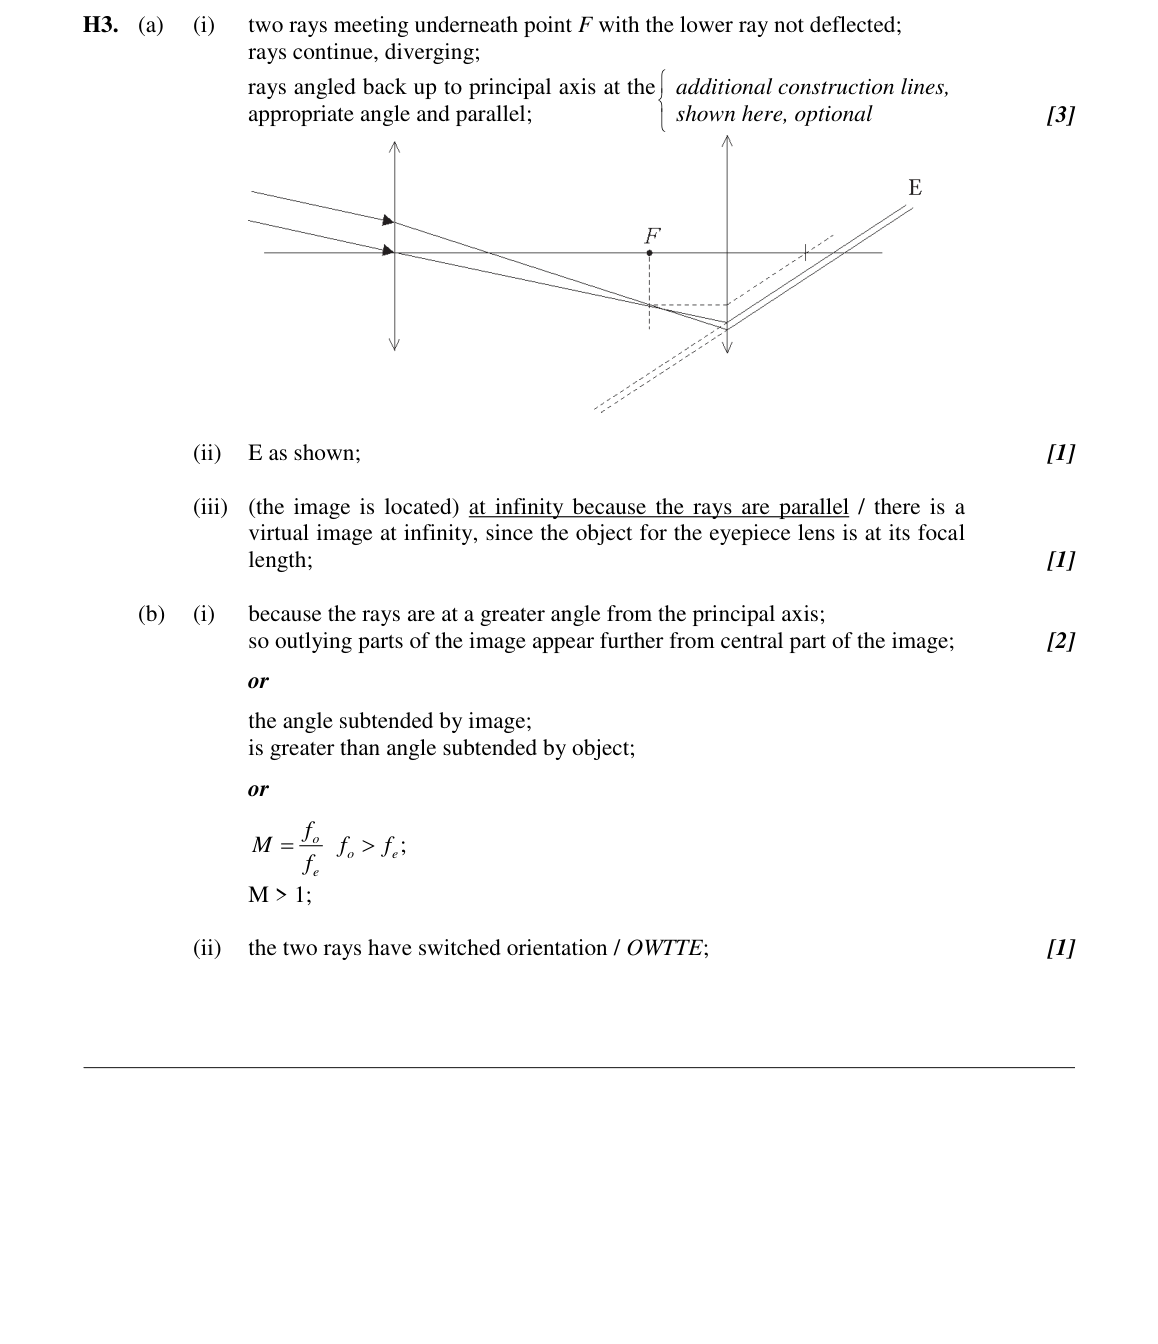 H3. (a) (i) two rays meeting underneath point F with the lower ray not deflected;
rays continue, diverging;
rays angled back up to principal axis at the { additional construction lines,
appropriate angle and parallel; shown here, optional [3]
E
F
(ii) E as shown; [1]
(iii) (the image is located) at infinity because the rays are parallel / there is a
virtual image at infinity, since the object for the eyepiece lens is at its focal
length; [1]
(b) (i) because the rays are at a greater angle from the principal axis;
so outlying parts of the image appear further from central part of the image; [2]
or
the angle subtended by image;
is greater than angle subtended by object;
or
M = f_o / f_e f_o > f_e;
M > 1;
(ii) the two rays have switched orientation / OWTTE; [1]